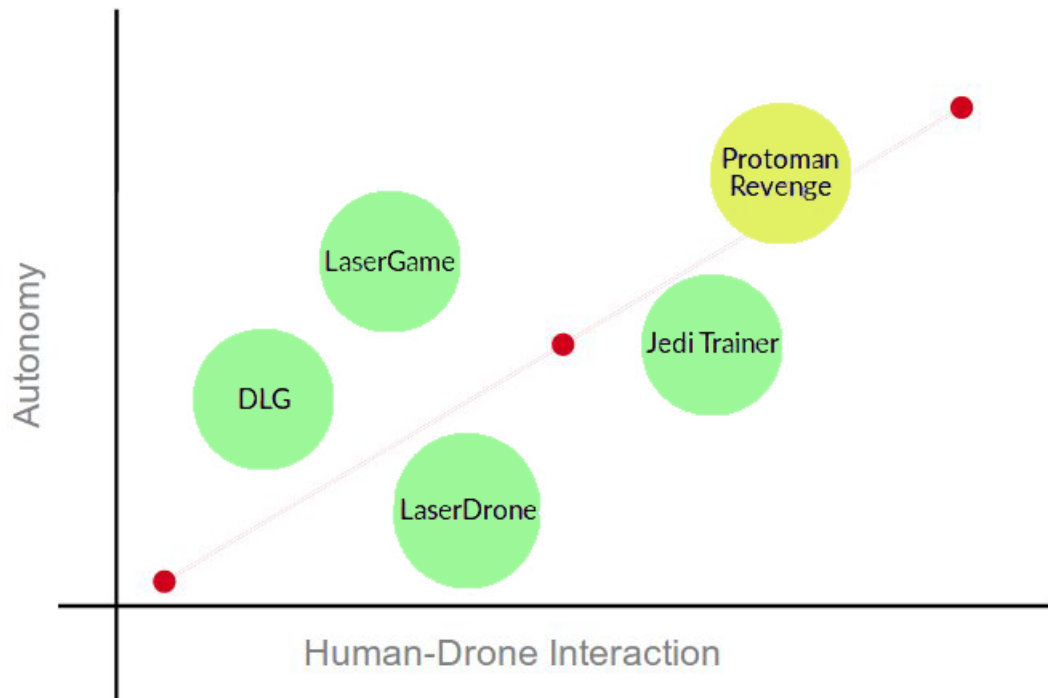 Protoman
Revenge
LaserGame
Jedi Trainer
DLG
LaserDrone
Autonomy
Human-Drone Interaction